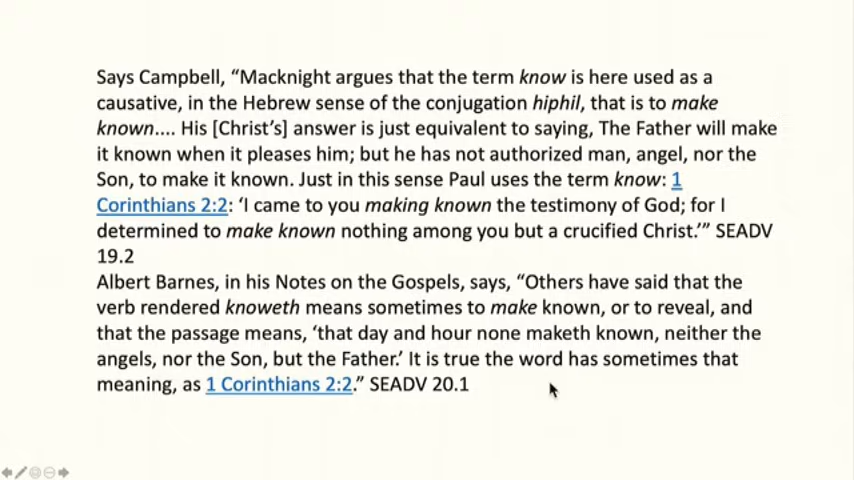 Says Campbell, “Macknight argues that the term know is here used as a
causative, in the Hebrew sense of the conjugation hiphil, that is to make
known.... His [Christ’s] answer is just equivalent to saying, The Father will make
it known when it pleases him; but he has not authorized man, angel, nor the
Son, to make it known. Just in this sense Paul uses the term know: 1
Corinthians 2:2: ‘I came to you making known the testimony of God; for I
determined to make known nothing among you but a crucified Christ.’” SEADV
19.2
Albert Barnes, in his Notes on the Gospels, says, “Others have said that the
verb rendered knoweth means sometimes to make known, or to reveal, and
that the passage means, ‘that day and hour none maketh known, neither the
angels, nor the Son, but the Father.’ It is true the word has sometimes that
meaning, as 1 Corinthians 2:2.” SEADV 20.1